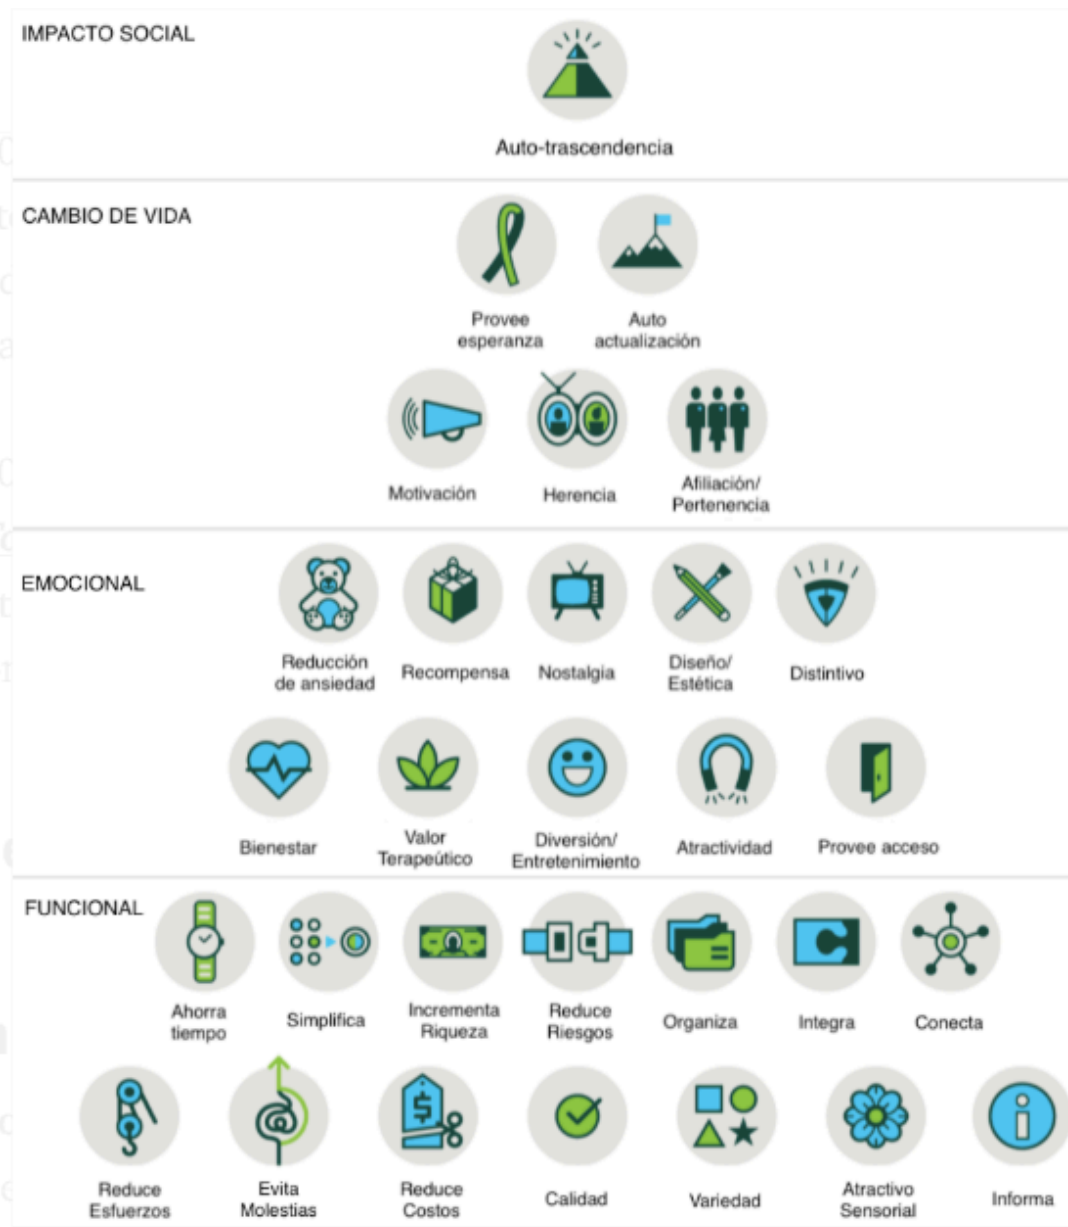 IMPACTO SOCIAL
Auto-trascendencia
CAMBIO DE VIDA
Provee
esperanza
Auto
actualización
Motivación
Herencia
Afiliación/
Pertenencia
EMOCIONAL
Reducción
de ansiedad
Recompensa
Nostalgia
Diseño/
Estética
Distintivo
Bienestar
Valor
Terapeútico
Diversión/
Entretenimiento
Atractividad
Provee acceso
FUNCIONAL
Ahorra
tiempo
Simplifica
Incrementa
Riqueza
Reduce
Riesgos
Organiza
Integra
Conecta
Reduce
Esfuerzos
Evita
Molestias
$
Reduce
Costos
Calidad
Variedad
Atractivo
Sensorial
Informa